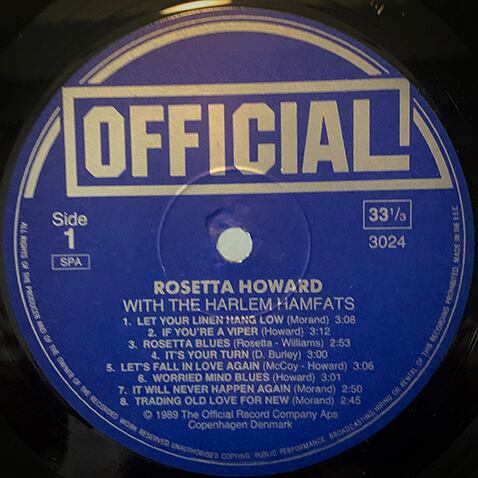 OFFICIAL
Side
1
SPA
33 1/3
3024
ROSETTA HOWARD
WITH THE HARLEM HAMFATS
1. LET YOUR LINEN HANG LOW (Morand) 3:08
2. IF YOU'RE A VIPER (Howard) 3:12
3. ROSETTA BLUES (Rosetta - Williams) 2:53
4. IT'S YOUR TURN (D. Burley) 3:00
5. LET'S FALL IN LOVE AGAIN (McCoy - Howard) 3:06
6. WORRIED MIND BLUES (Howard) 3:01
7. IT WILL NEVER HAPPEN AGAIN (Morand) 2:50
8. TRADING OLD LOVE FOR NEW (Morand) 2:45
© 1989 The Official Record Company Aps
Copenhagen Denmark
ALL RIGHTS OF THE PRODUCER AND OF THE OWNER OF THE RECORDED WORK RESERVED. UNAUTHORISED COPYING, PUBLIC PERFORMANCE, BROADCASTING, HIRING OR RENTAL OF THIS RECORD PROHIBITED. MADE IN THE E.E.C.